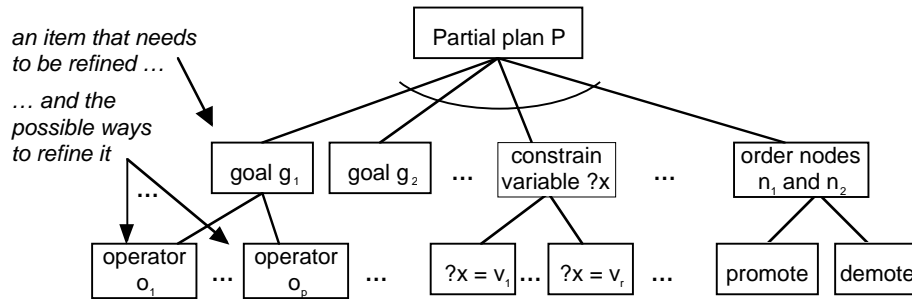 an item that needs
to be refined …
… and the
possible ways
to refine it
Partial plan P
goal g₁
goal g₂
…
constrain
variable ?x
…
order nodes
n₁ and n₂
…
operator
o₁
…
operator
oₚ
…
?x = v₁
…
?x = vᵣ
…
promote
demote